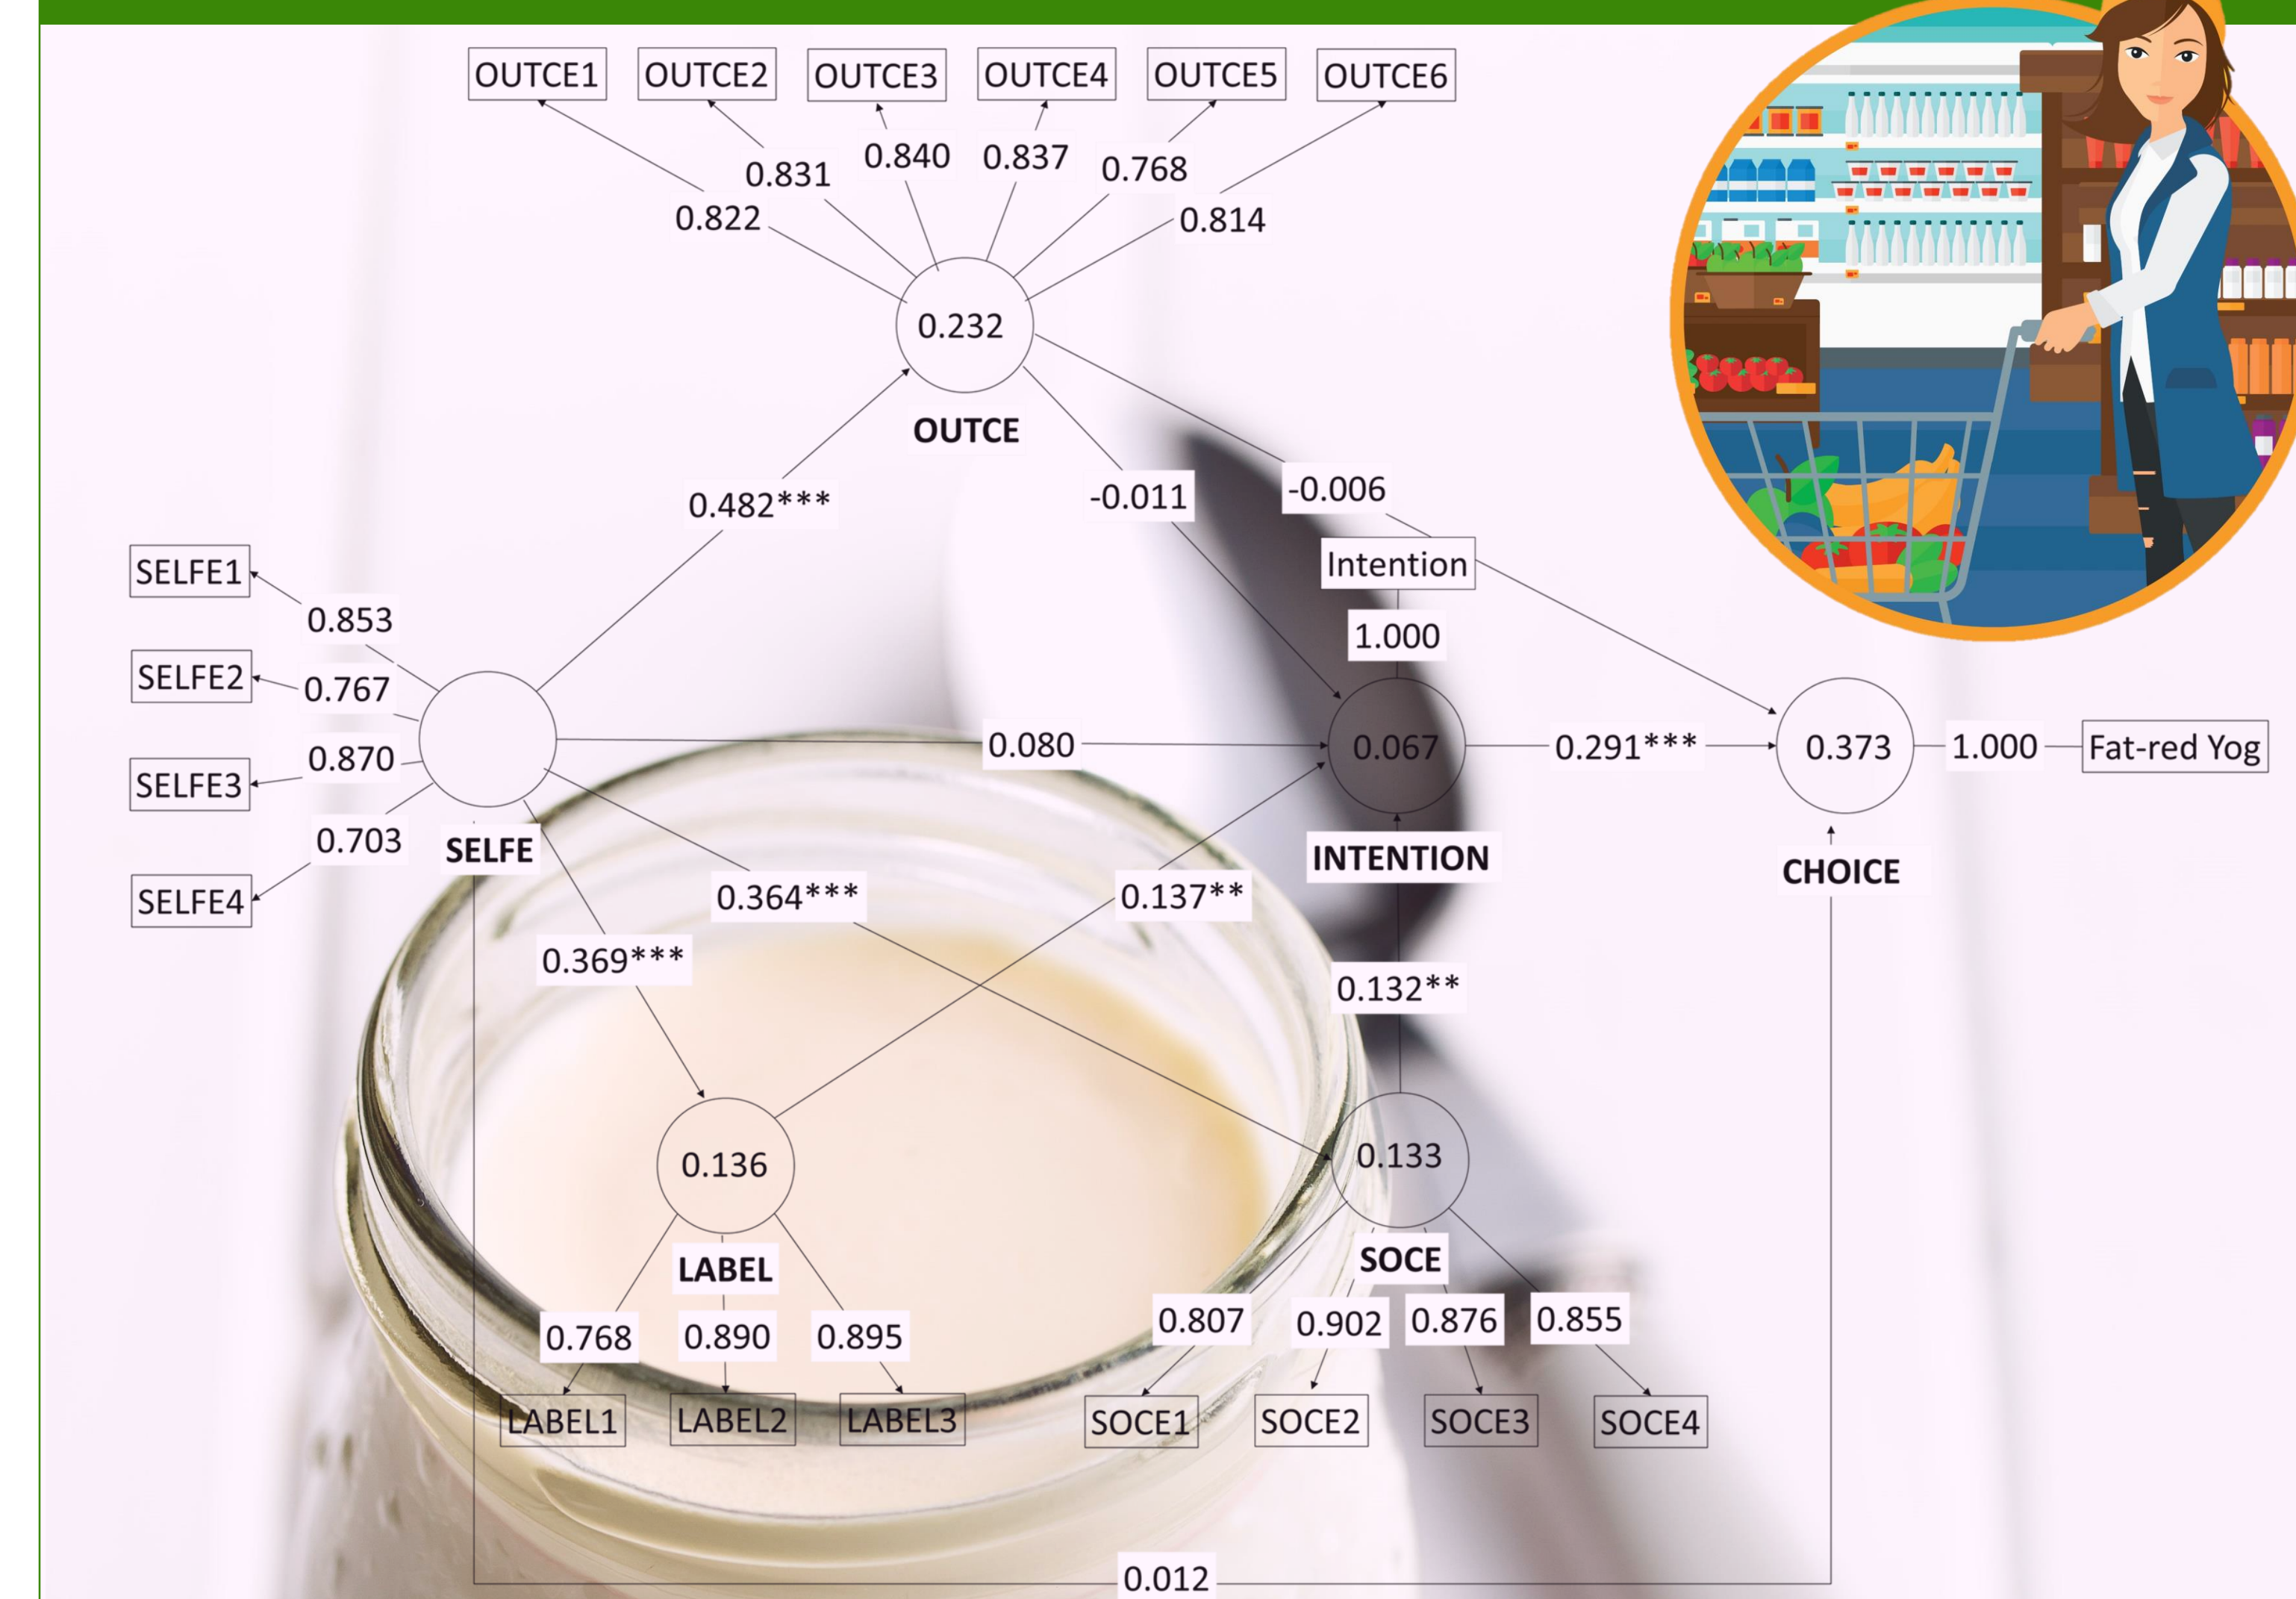 OUTCE1 OUTCE2 OUTCE3 OUTCE4 OUTCE5 OUTCE6
0.822 0.831 0.840 0.837 0.768 0.814
0.232
OUTCE
0.482***
-0.011
-0.006
SELFE1
0.853
SELFE2
0.767
SELFE3
0.870
SELFE4
0.703
SELFE
Intention
1.000
0.080
0.067
INTENTION
0.291***
0.373
CHOICE
1.000
Fat-red Yog
0.364***
0.137**
0.369***
0.132**
0.136
LABEL
0.768 0.890 0.895
LABEL1 LABEL2 LABEL3
0.133
SOCE
0.807 0.902 0.876 0.855
SOCE1 SOCE2 SOCE3 SOCE4
0.012